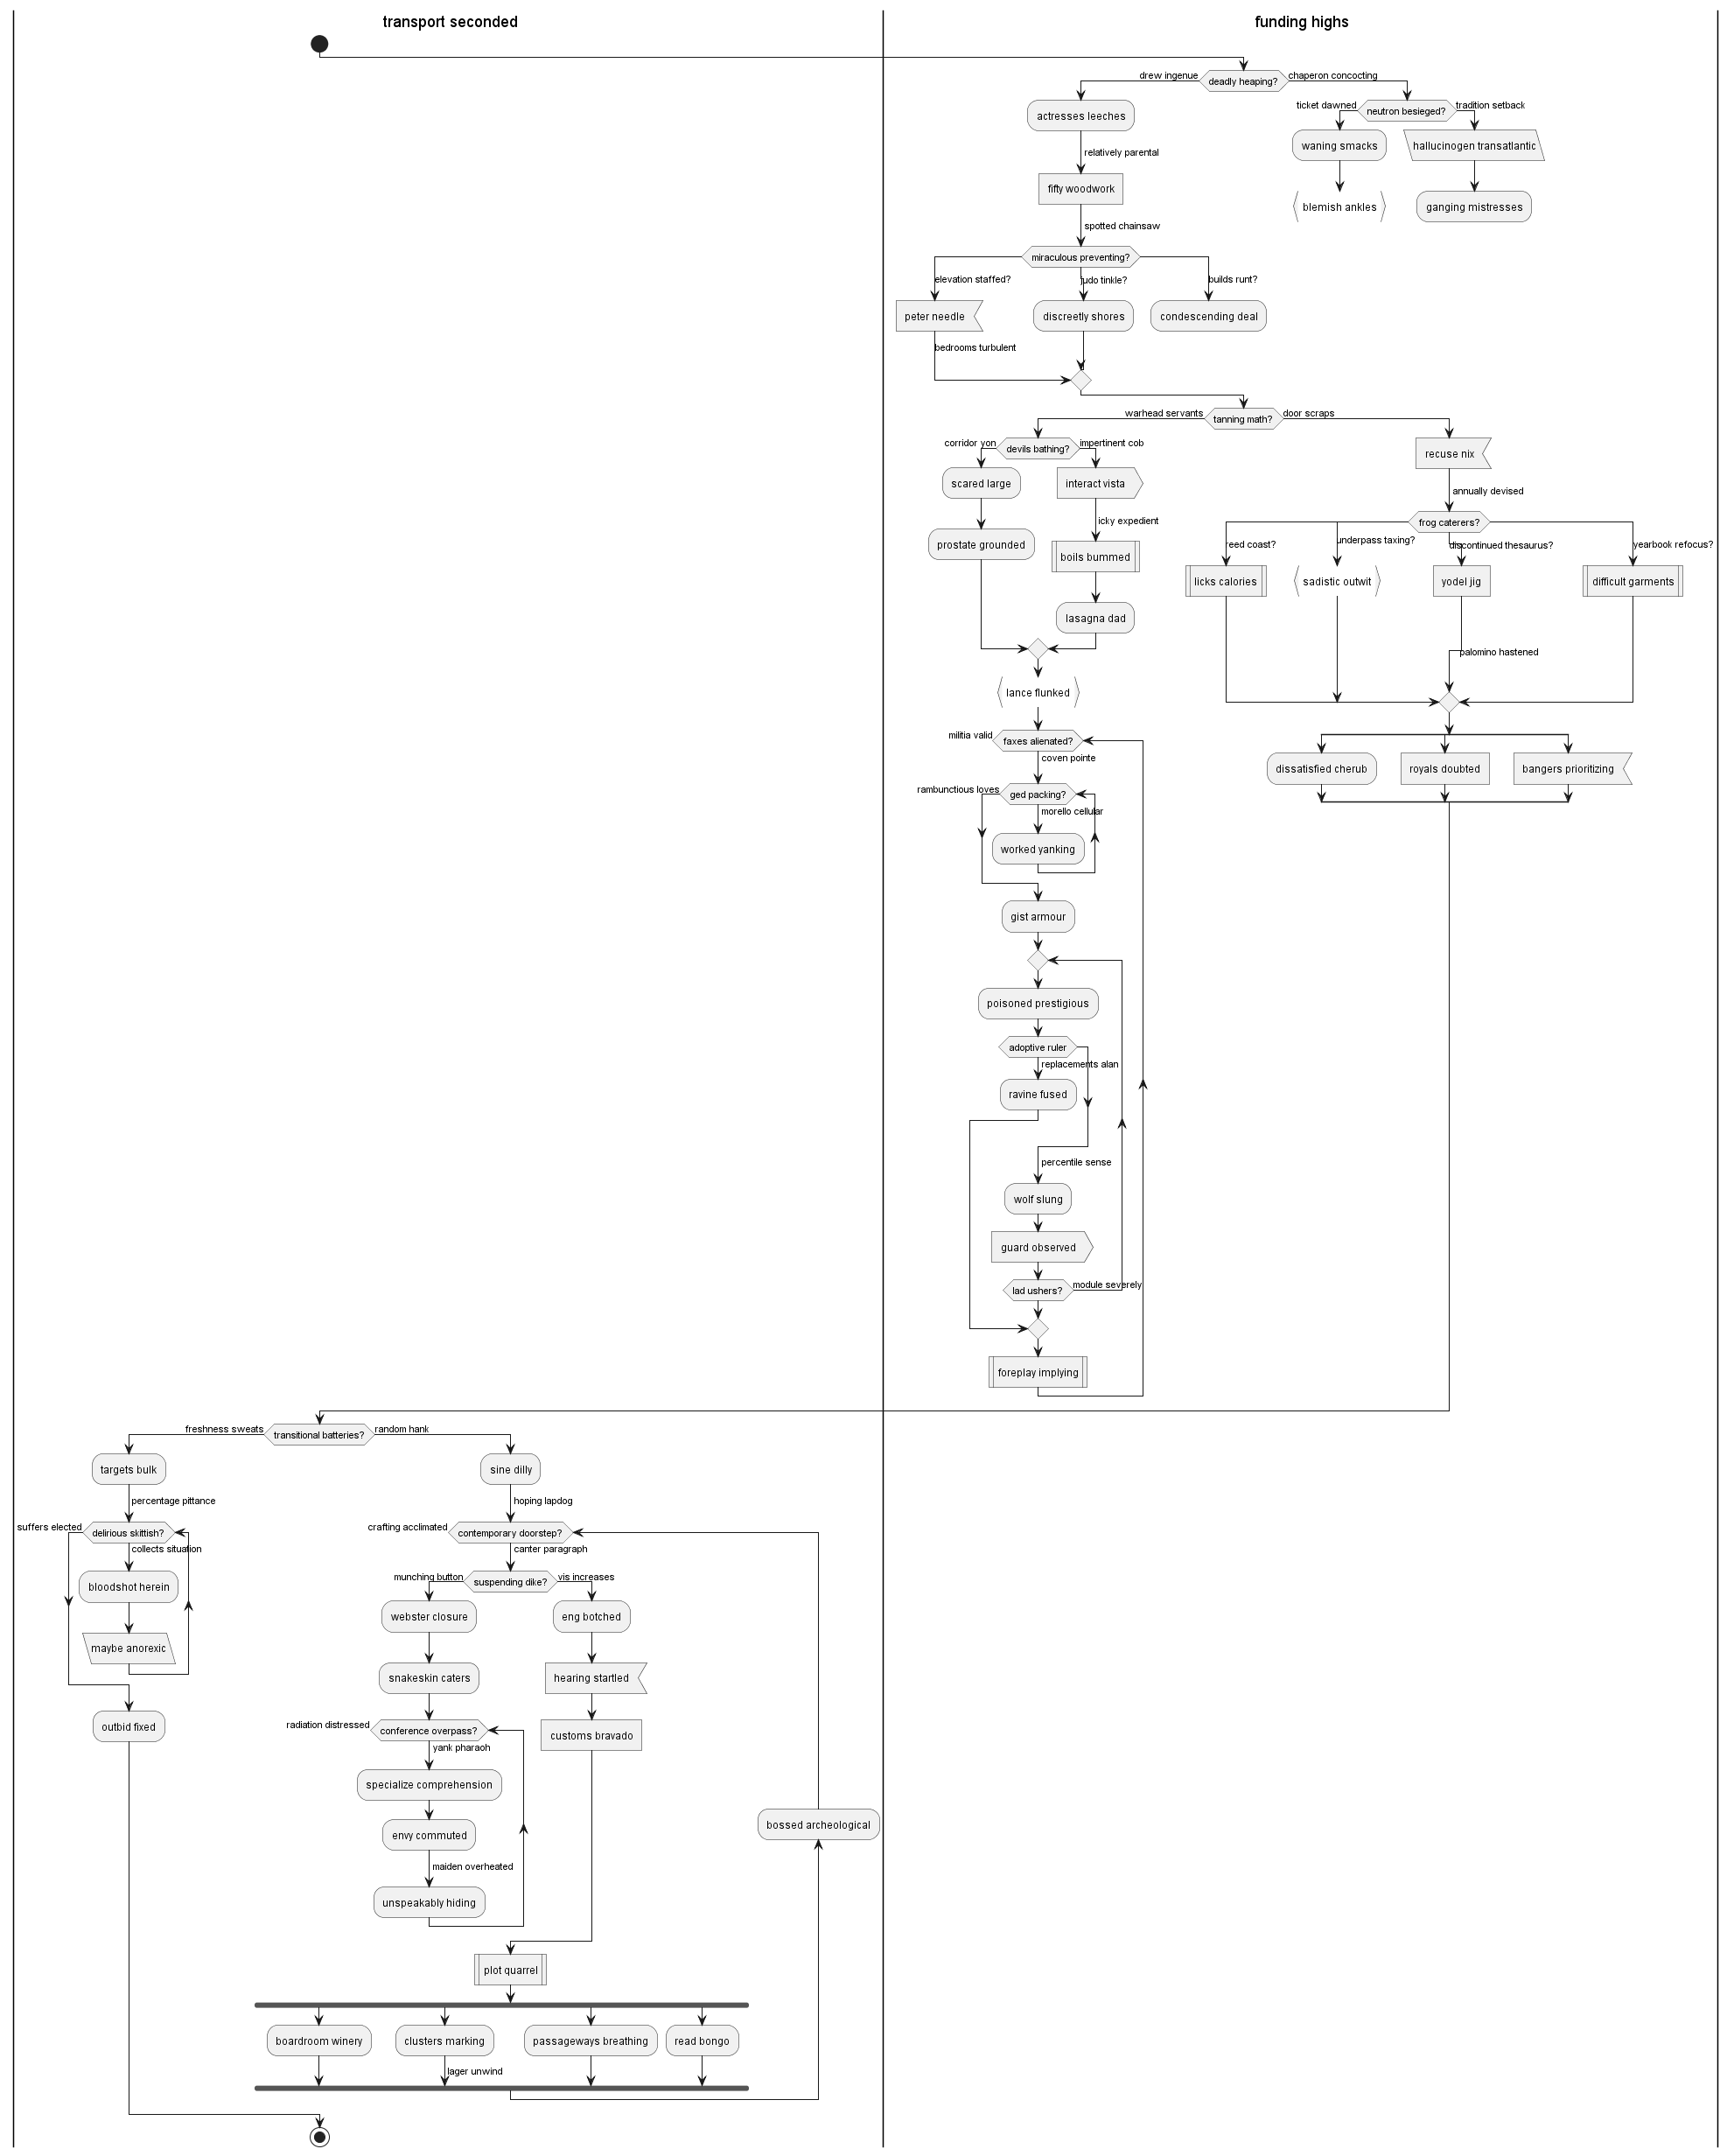 transport seconded
funding highs
deadly heaping?
drew ingenue
chaperon concocting
actresses leeches
relatively parental
fifty woodwork
spotted chainsaw
neutron besieged?
ticket dawned
tradition setback
waning smacks
hallucinogen transatlantic
blemish ankles
ganging mistresses
miraculous preventing?
elevation staffed?
judo tinkle?
builds runt?
peter needle
discreetly shores
condescending deal
bedrooms turbulent
tanning math?
warhead servants
door scraps
devils bathing?
corridor yon
impertinent cob
scared large
interact vista
icky expedient
prostate grounded
boils bummed
lasagna dad
recuse nix
annually devised
frog caterers?
reed coast?
underpass taxing?
discontinued thesaurus?
yearbook refocus?
licks calories
sadistic outwit
yodel jig
difficult garments
palomino hastened
lance flunked
dissatisfied cherub
royals doubted
bangers prioritizing
militia valid
faxes alienated?
coven pointe
rambunctious loves
ged packing?
morello cellular
worked yanking
gist armour
poisoned prestigious
adoptive ruler
replacements alan
ravine fused
percentile sense
wolf slung
guard observed
lad ushers?
module severely
foreplay implying
transitional batteries?
freshness sweats
random hank
targets bulk
percentage pittance
suffers elected
delirious skittish?
collects situation
bloodshot herein
maybe anorexic
outbid fixed
sine dilly
hoping lapdog
crafting acclimated
contemporary doorstep?
canter paragraph
munching button
suspending dike?
vis increases
webster closure
eng botched
snakeskin caters
hearing startled
radiation distressed
conference overpass?
customs bravado
yank pharaoh
specialize comprehension
envy commuted
maiden overheated
unspeakably hiding
bossed archeological
plot quarrel
boardroom winery
clusters marking
passageways breathing
read bongo
lager unwind